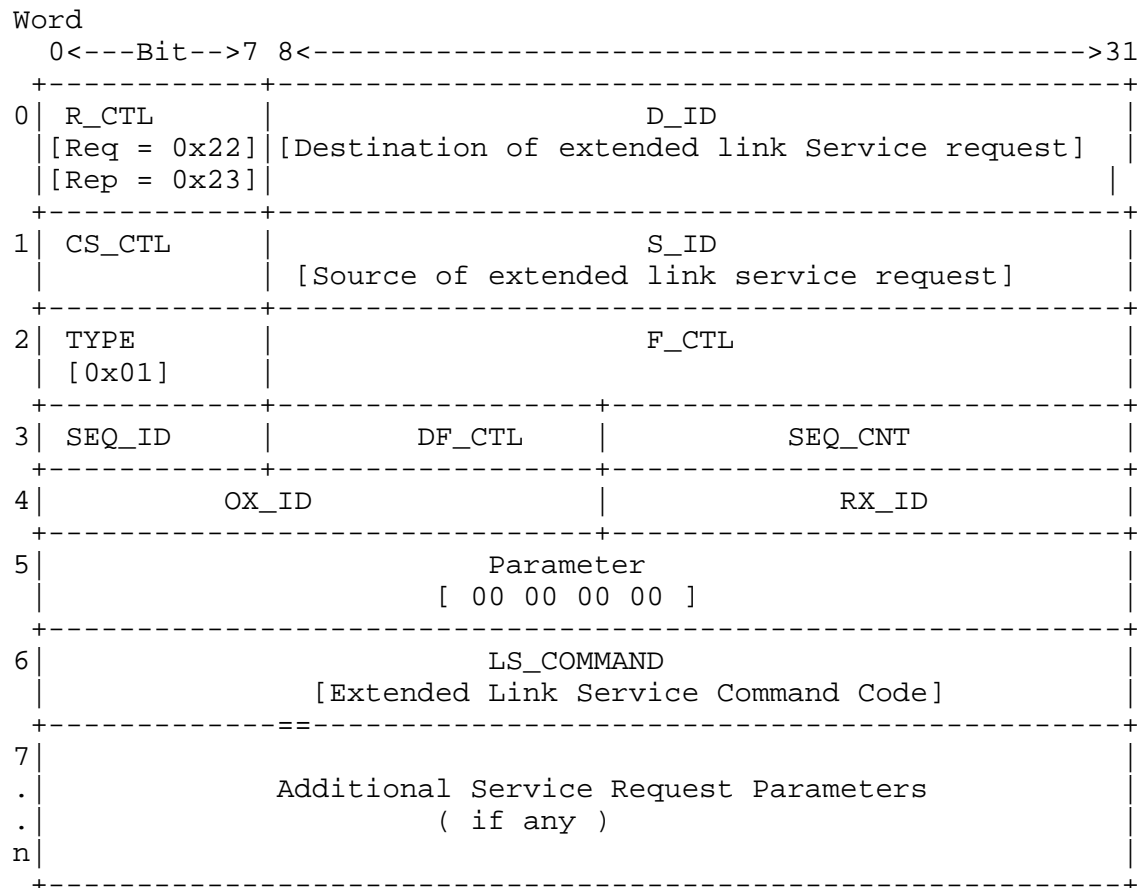 Word
  0<---Bit-->7 8<------------------------------------------->31
 +------------+-----------------------------------------------+
0| R_CTL      |                     D_ID                      |
 |[Req = 0x22]|[Destination of extended link Service request]  |
 |[Rep = 0x23]|                                               |
 +------------+-----------------------------------------------+
1| CS_CTL     |                     S_ID                      |
 |            | [Source of extended link service request]     |
 +------------+-----------------------------------------------+
2| TYPE       |                     F_CTL                     |
 | [0x01]     |                                               |
 +------------+------------------+----------------------------+
3| SEQ_ID     |        DF_CTL    |          SEQ_CNT           |
 +------------+------------------+----------------------------+
4|          OX_ID                |             RX_ID          |
 +-------------------------------+----------------------------+
5|                         Parameter                          |
 |                      [ 00 00 00 00 ]                       |
 +------------------------------------------------------------+
6|                         LS_COMMAND                         |
 |               [Extended Link Service Command Code]         |
 +-------------==---------------------------------------------+
7|                                                            |
.|             Additional Service Request Parameters          |
.|                      ( if any )                            |
n|                                                            |
 +------------------------------------------------------------+